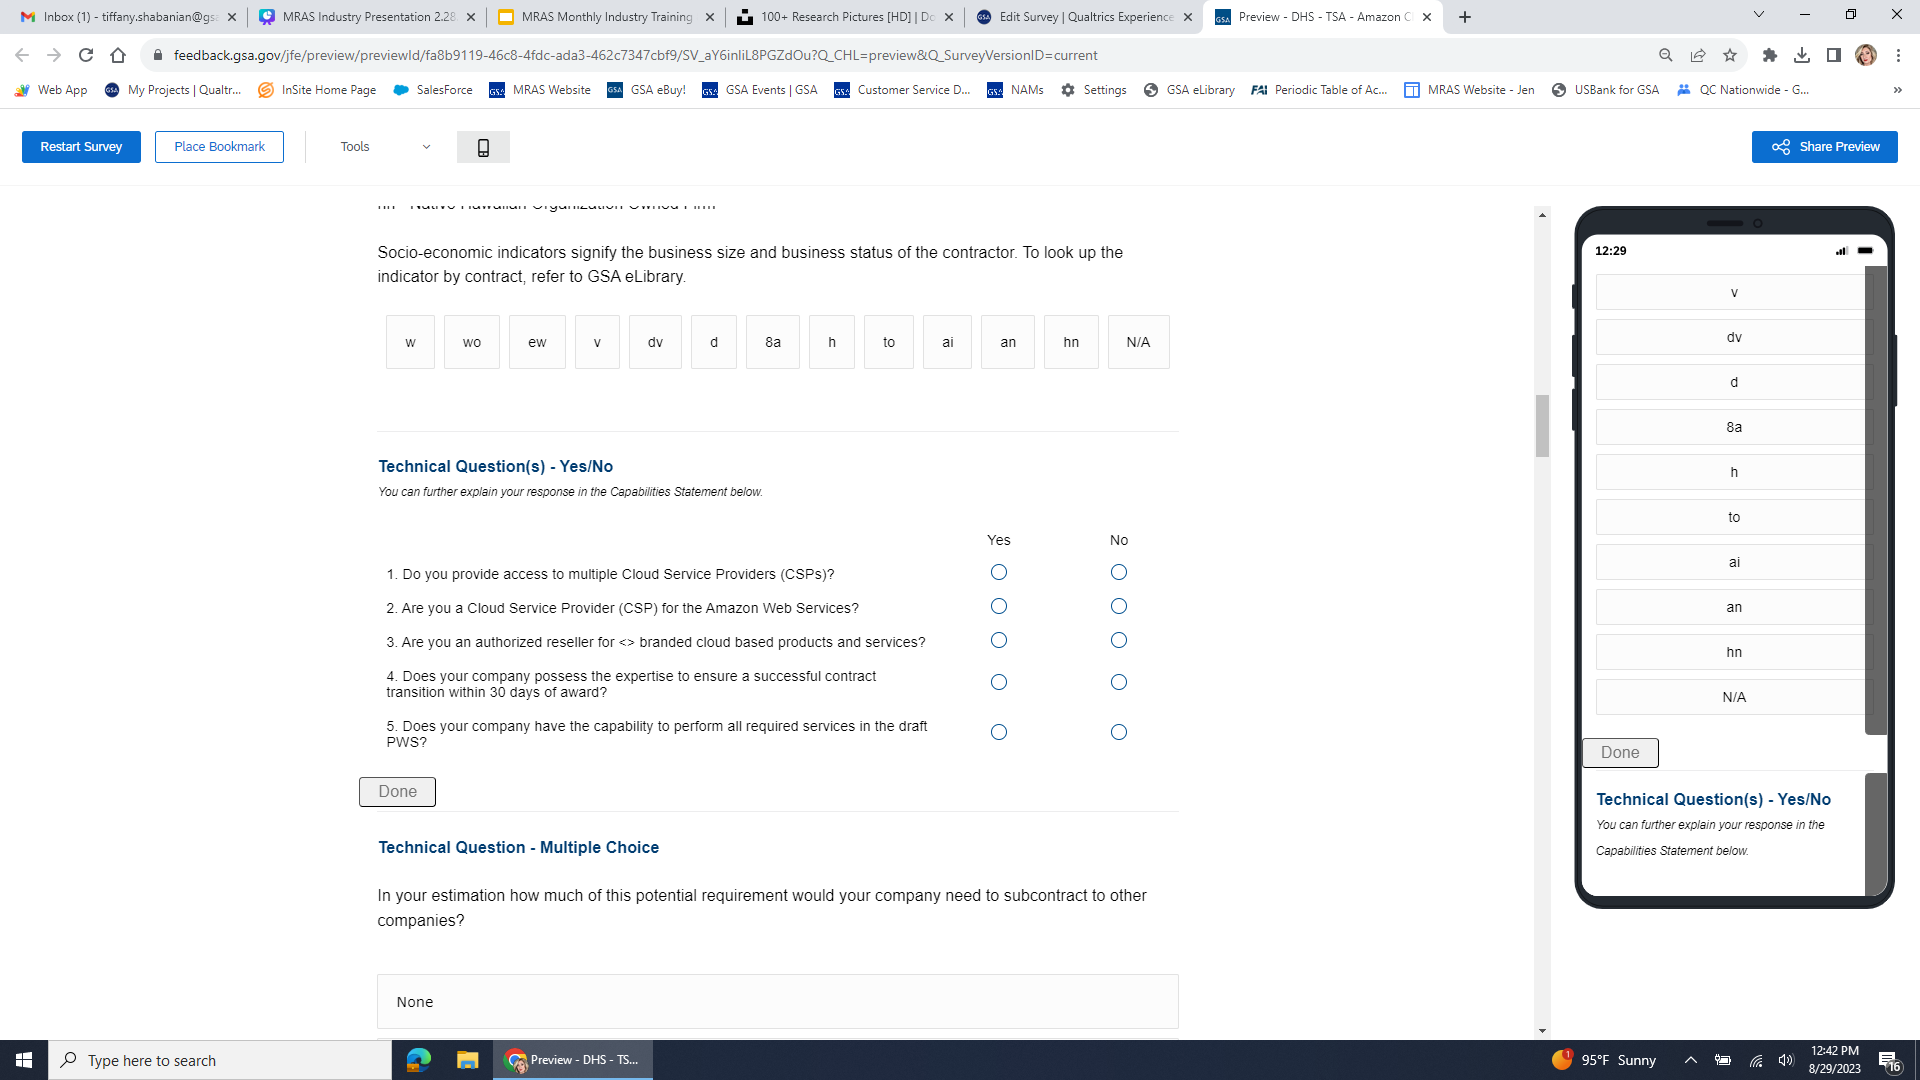 Inbox (1) - tiffany.shabanian@gs
MRAS Industry Presentation 2.28
MRAS Monthly Industry Training
100+ Research Pictures [HD] | Do
Edit Survey | Qualtrics Experience
Preview - DHS - TSA - Amazon C
feedback.gsa.gov/jfe/preview/previewId/fa8b9119-46c8-4fdc-ada3-462c7347cbf9/SV_aY6inIiL8PGZdOu?Q_CHL=preview&Q_SurveyVersionID=current
Web App
My Projects | Qualtr...
InSite Home Page
SalesForce
MRAS Website
GSA eBuy!
GSA Events | GSA
Customer Service D...
NAMs
Settings
GSA eLibrary
FAI
Periodic Table of Ac...
MRAS Website - Jen
USBank for GSA
QC Nationwide - G...
»
Restart Survey
Place Bookmark
Tools
Share Preview
hn - Native Hawaiian Organization Owned Firm
Socio-economic indicators signify the business size and business status of the contractor. To look up the
indicator by contract, refer to GSA eLibrary.
w wo ew v dv d 8a h to ai an hn N/A
Technical Question(s) - Yes/No
You can further explain your response in the Capabilities Statement below.
Yes No
1. Do you provide access to multiple Cloud Service Providers (CSPs)?
2. Are you a Cloud Service Provider (CSP) for the Amazon Web Services?
3. Are you an authorized reseller for <> branded cloud based products and services?
4. Does your company possess the expertise to ensure a successful contract
transition within 30 days of award?
5. Does your company have the capability to perform all required services in the draft
PWS?
Done
Technical Question - Multiple Choice
In your estimation how much of this potential requirement would your company need to subcontract to other
companies?
None
12:29
v
dv
d
8a
h
to
ai
an
hn
N/A
Done
Technical Question(s) - Yes/No
You can further explain your response in the
Capabilities Statement below.
Type here to search
Preview - DHS - TS...
1
95°F Sunny
12:42 PM
8/29/2023
16